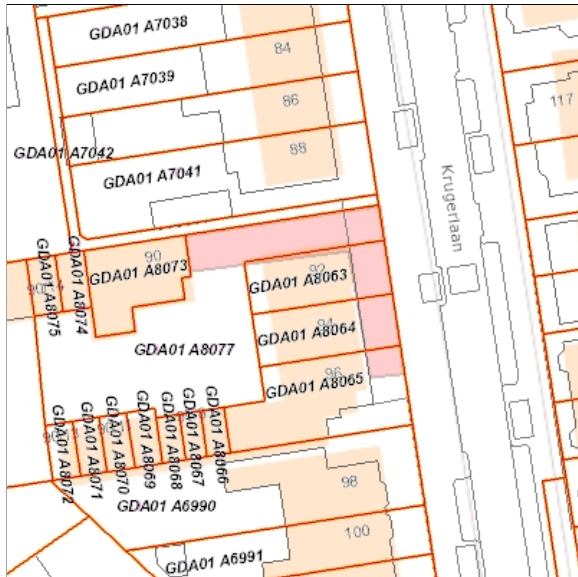 GDA01 A7038
84
GDA01 A7039
86
117
88
GDA01 A7042
GDA01 A7041
Krugerlaan
90
GDA01 A8073
GDA01 A8074
GDA01 A8075
92
GDA01 A8063
94
GDA01 A8064
GDA01 A8077
96
GDA01 A8065
GDA01 A8066
GDA01 A8067
GDA01 A8068
GDA01 A8069
GDA01 A8070
GDA01 A8071
GDA01 A8072
98
GDA01 A6990
100
GDA01 A6991